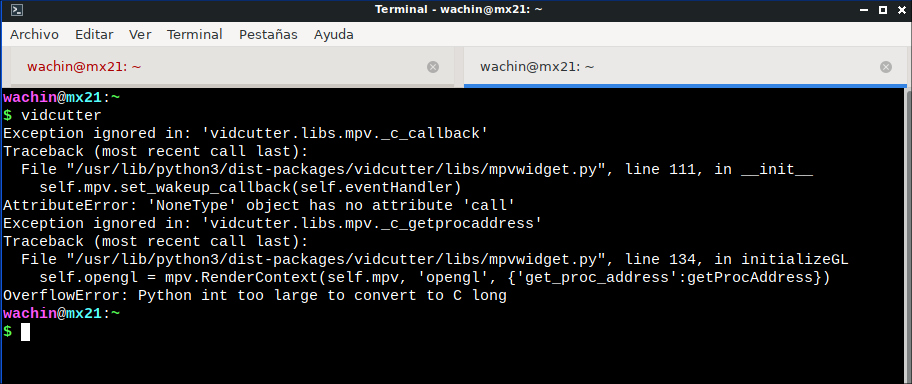 Terminal - wachin@mx21: ~
Archivo Editar Ver Terminal Pestañas Ayuda
wachin@mx21: ~ wachin@mx21: ~
wachin@mx21:~
$ vidcutter
Exception ignored in: 'vidcutter.libs.mpv._c_callback'
Traceback (most recent call last):
  File "/usr/lib/python3/dist-packages/vidcutter/libs/mpvwidget.py", line 111, in __init__
    self.mpv.set_wakeup_callback(self.eventHandler)
AttributeError: 'NoneType' object has no attribute 'call'
Exception ignored in: 'vidcutter.libs.mpv._c_getprocaddress'
Traceback (most recent call last):
  File "/usr/lib/python3/dist-packages/vidcutter/libs/mpvwidget.py", line 134, in initializeGL
    self.opengl = mpv.RenderContext(self.mpv, 'opengl', {'get_proc_address':getProcAddress})
OverflowError: Python int too large to convert to C long
wachin@mx21:~
$